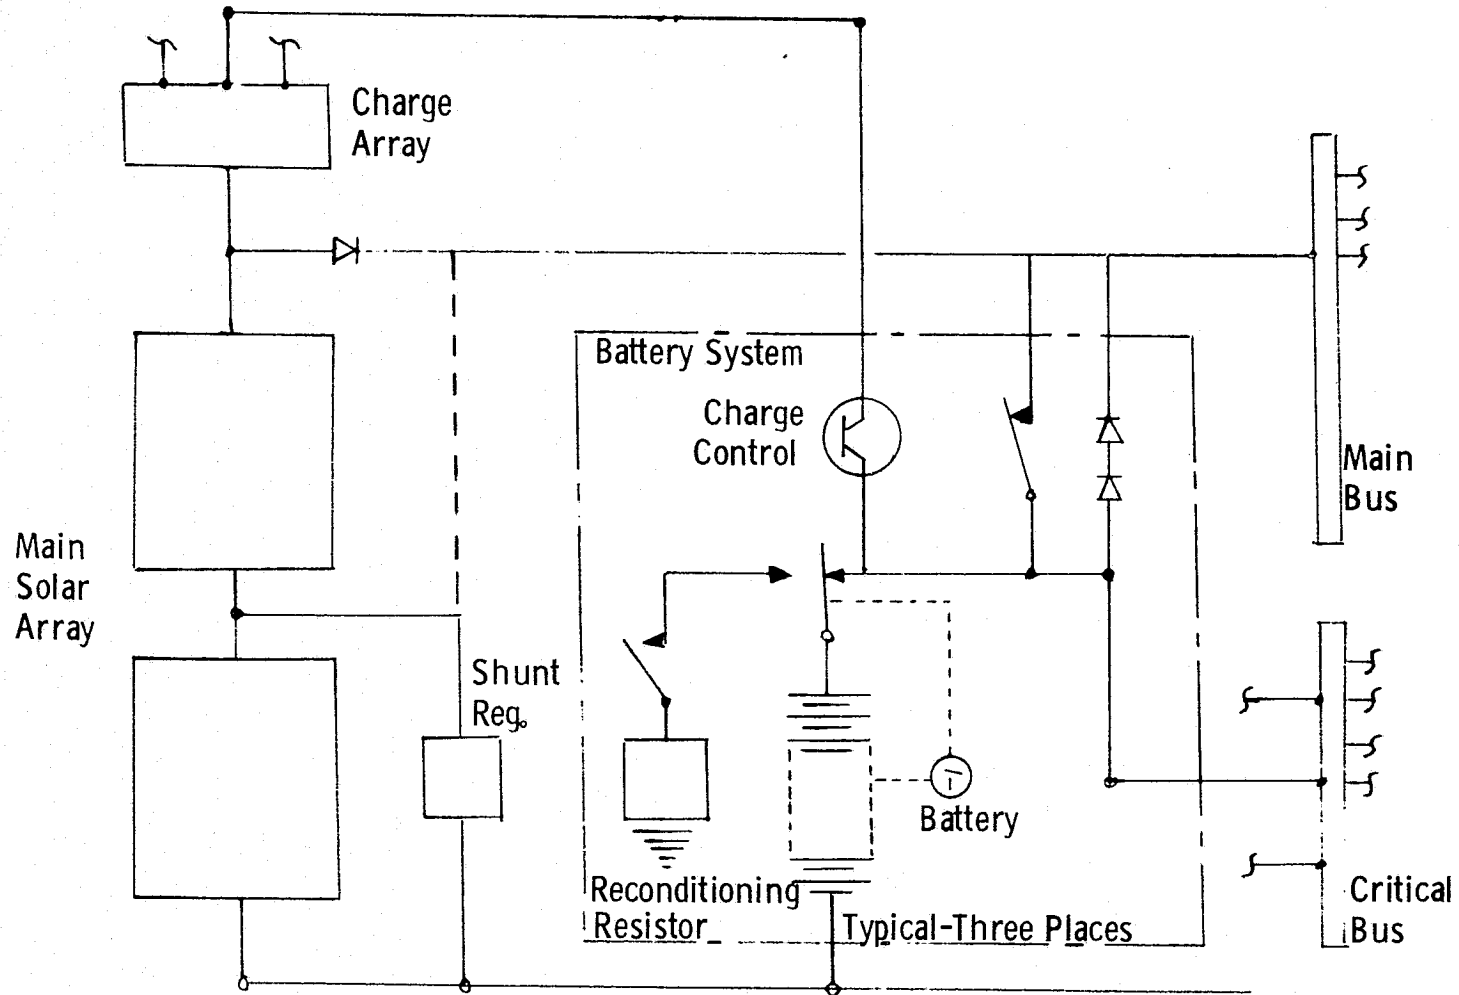 Charge
Array
Battery System
Charge
Control
Main
Bus
Main
Solar
Array
Shunt
Reg.
T
Battery
Reconditioning
Resistor
Typical-Three Places
Critical
Bus